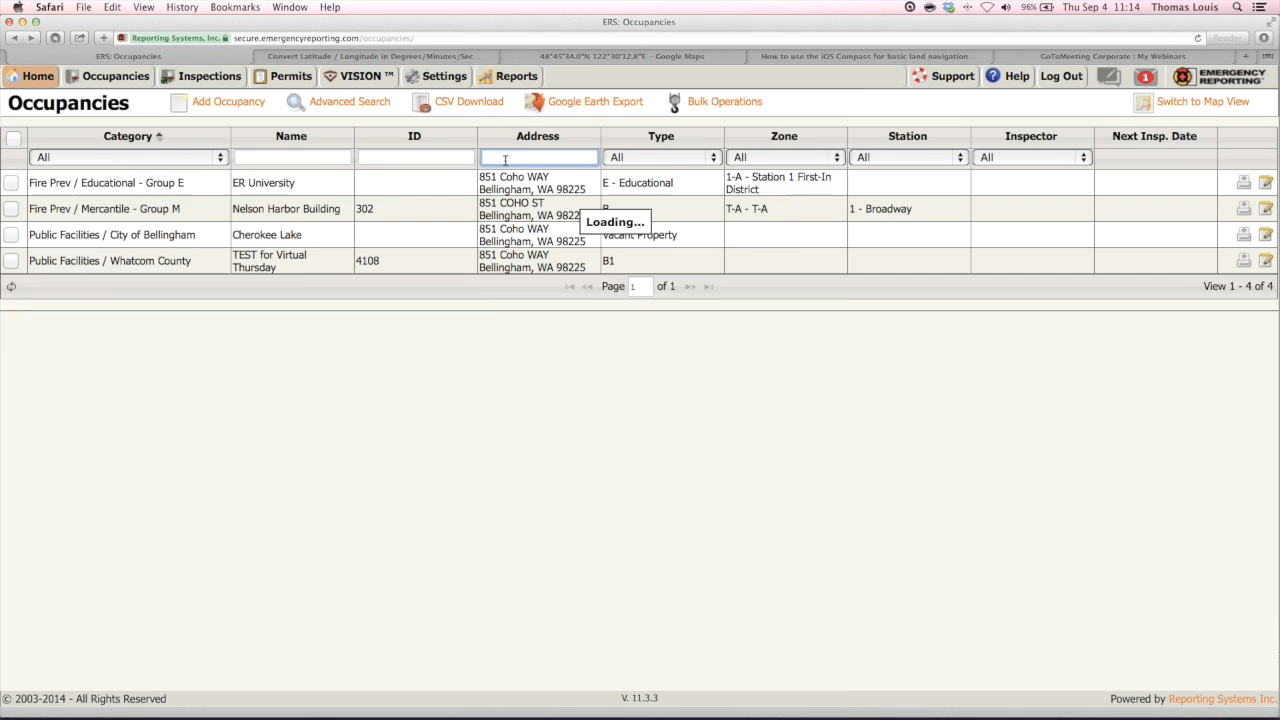 Safari File Edit View History Bookmarks Window Help 96% Thu Sep 4 11:14 Thomas Louis
ERS: Occupancies
Reporting Systems, Inc. secure.emergencyreporting.com/occupancies/ Reader
ERS: Occupancies Convert Latitude / Longitude in Degrees/Minutes/Sec... 48°45'34.0"N 122°30'12.8"E - Google Maps How to use the iOS Compass for basic land navigation... GoToMeeting Corporate : My Webinars
Home Occupancies Inspections Permits VISION ™ Settings Reports Support Help Log Out 1 EMERGENCY REPORTING
Occupancies Add Occupancy Advanced Search CSV Download Google Earth Export Bulk Operations Switch to Map View
Category Name ID Address Type Zone Station Inspector Next Insp. Date
All All All All All
Fire Prev / Educational - Group E ER University 851 Coho WAY Bellingham, WA 98225 E - Educational 1-A - Station 1 First-In District
Fire Prev / Mercantile - Group M Nelson Harbor Building 302 851 COHO ST Bellingham, WA 9822 T-A - T-A 1 - Broadway
Loading...
Public Facilities / City of Bellingham Cherokee Lake 851 Coho WAY Bellingham, WA 98225 Vacant Property
Public Facilities / Whatcom County TEST for Virtual Thursday 4108 851 Coho WAY Bellingham, WA 98225 B1
Page 1 of 1 View 1 - 4 of 4
© 2003-2014 - All Rights Reserved V. 11.3.3 Powered by Reporting Systems Inc.